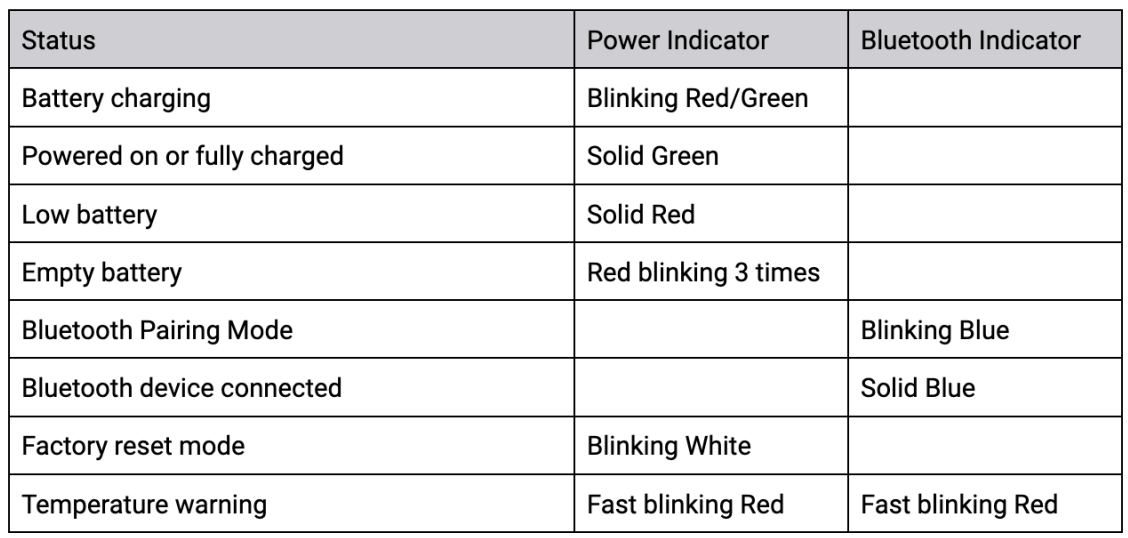 Status Power Indicator Bluetooth Indicator
Battery charging Blinking Red/Green
Powered on or fully charged Solid Green
Low battery Solid Red
Empty battery Red blinking 3 times
Bluetooth Pairing Mode Blinking Blue
Bluetooth device connected Solid Blue
Factory reset mode Blinking White
Temperature warning Fast blinking Red Fast blinking Red